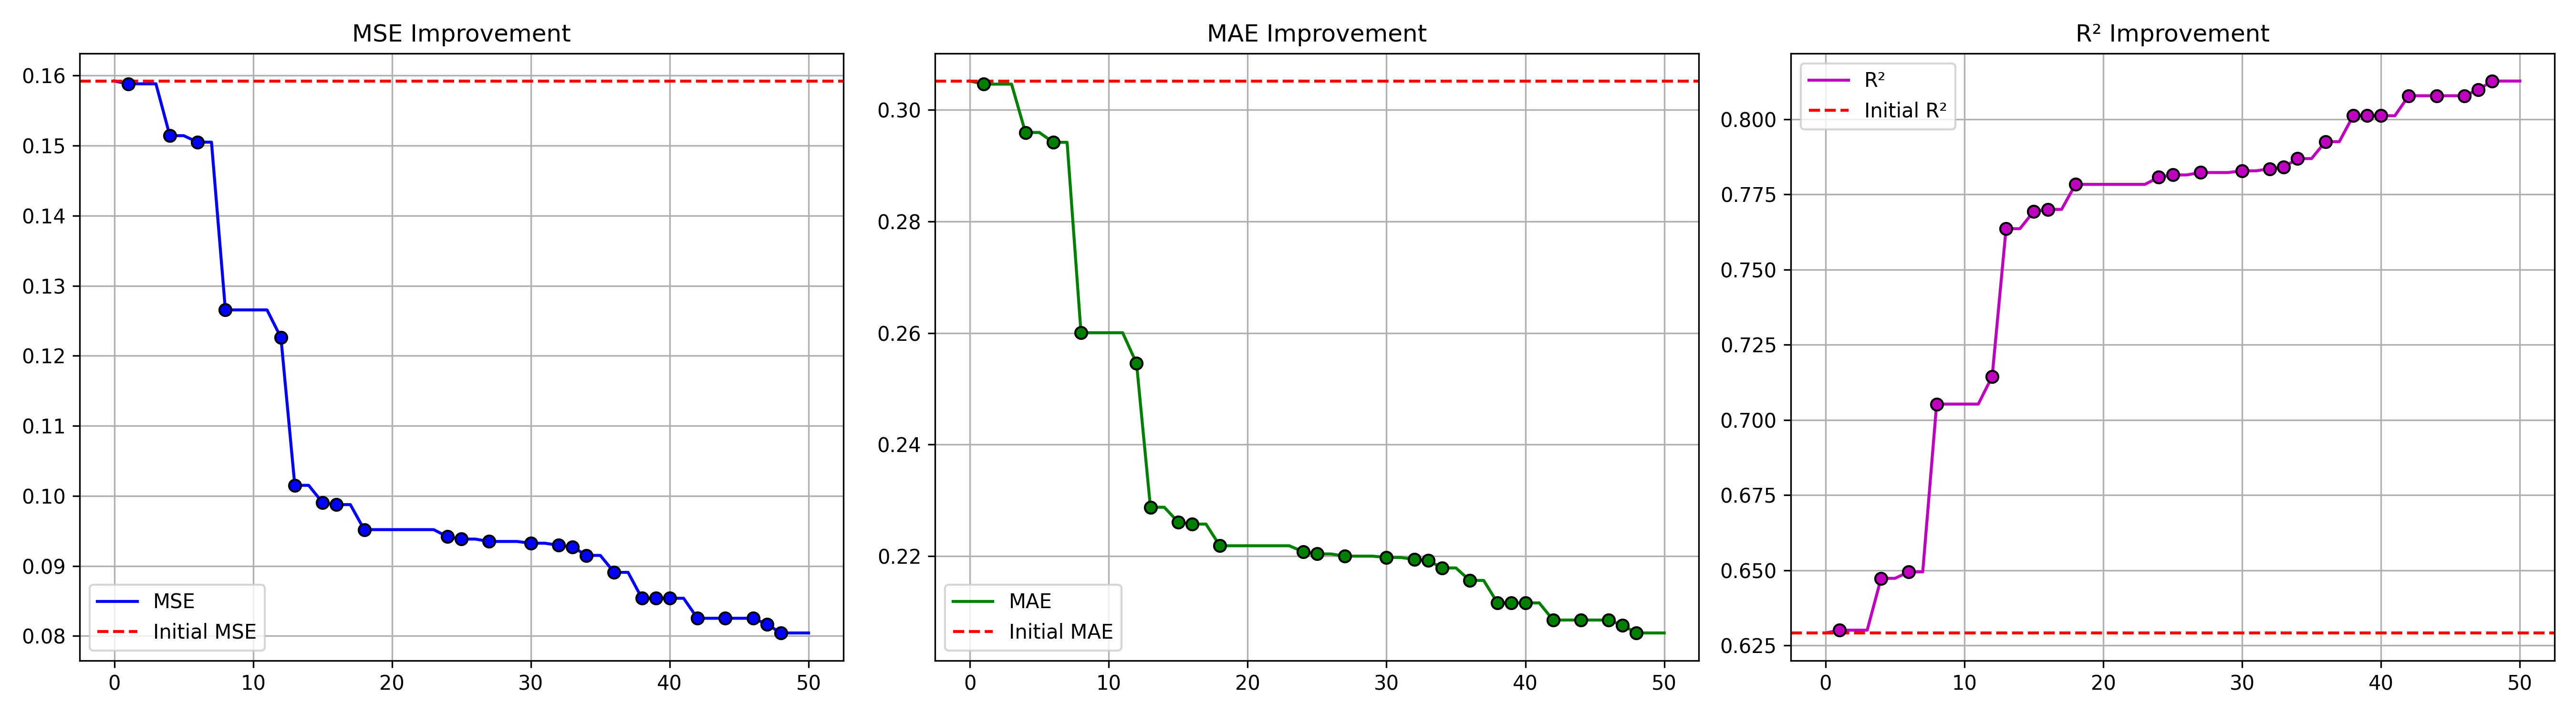 MSE Improvement
0.16
0.15
0.14
0.13
0.12
0.11
0.10
0.09
0.08
MSE
Initial MSE
0 10 20 30 40 50
MAE Improvement
0.30
0.28
0.26
0.24
0.22
MAE
Initial MAE
0 10 20 30 40 50
R² Improvement
R²
Initial R²
0.800
0.775
0.750
0.725
0.700
0.675
0.650
0.625
0 10 20 30 40 50